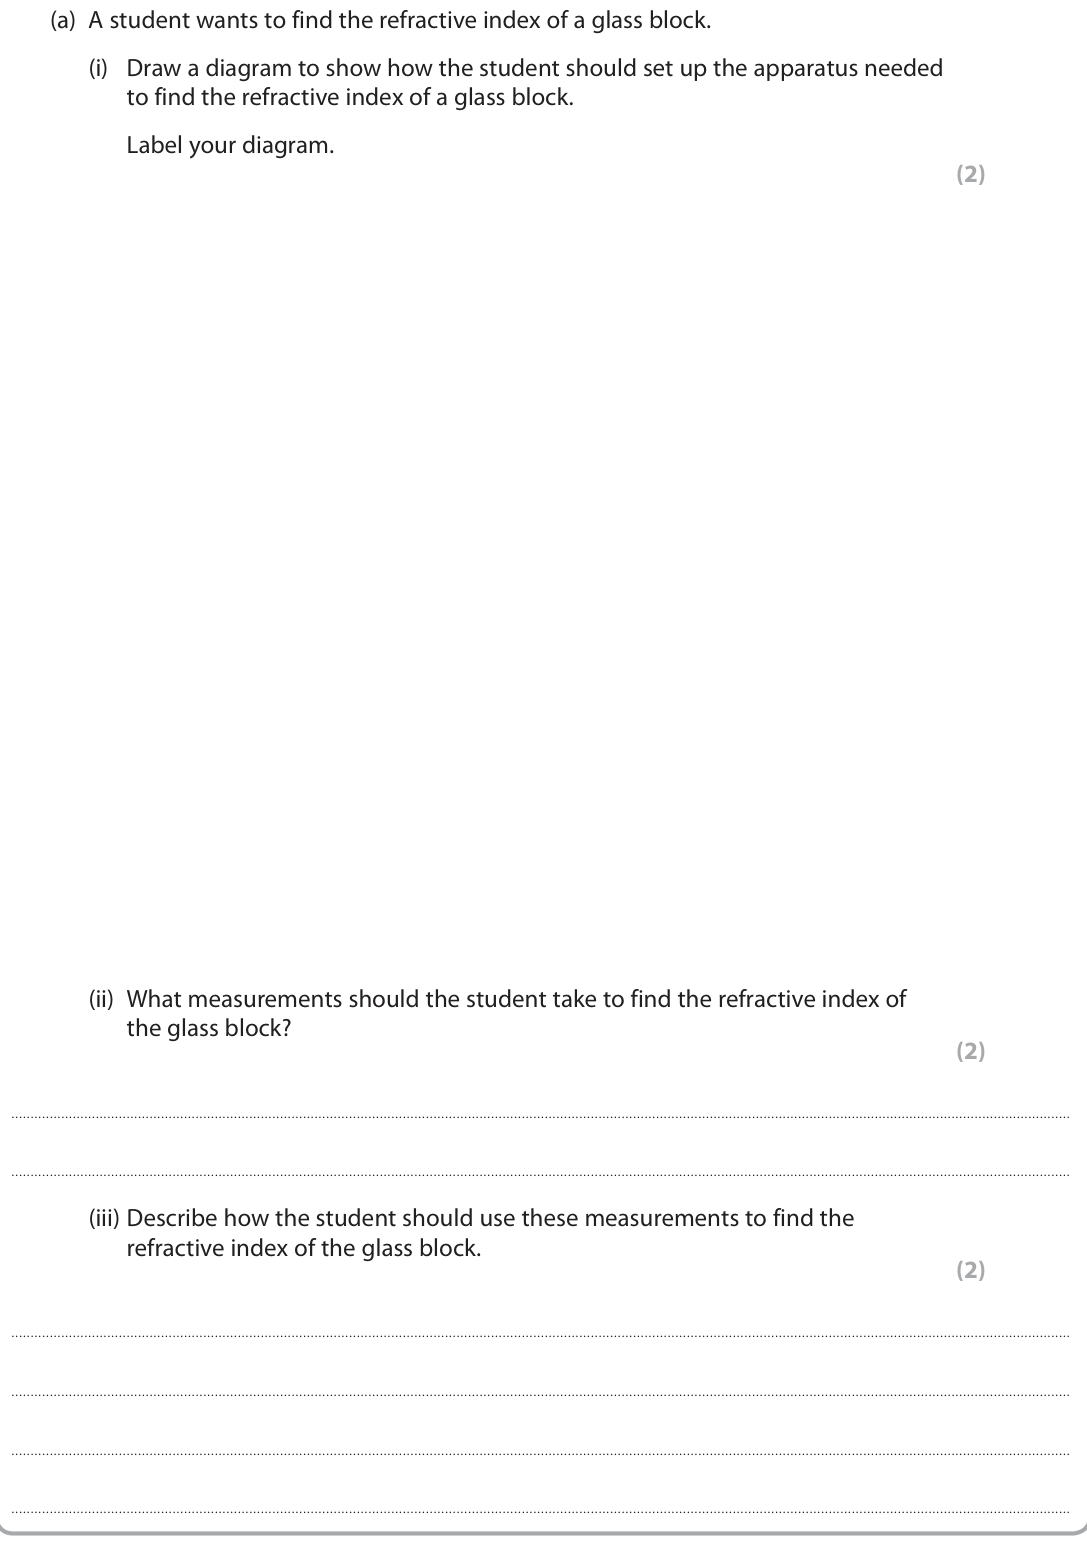 (a) A student wants to find the refractive index of a glass block.
(i) Draw a diagram to show how the student should set up the apparatus needed
to find the refractive index of a glass block.
Label your diagram.
(2)
(ii) What measurements should the student take to find the refractive index of
the glass block?
(2)
(iii) Describe how the student should use these measurements to find the
refractive index of the glass block.
(2)